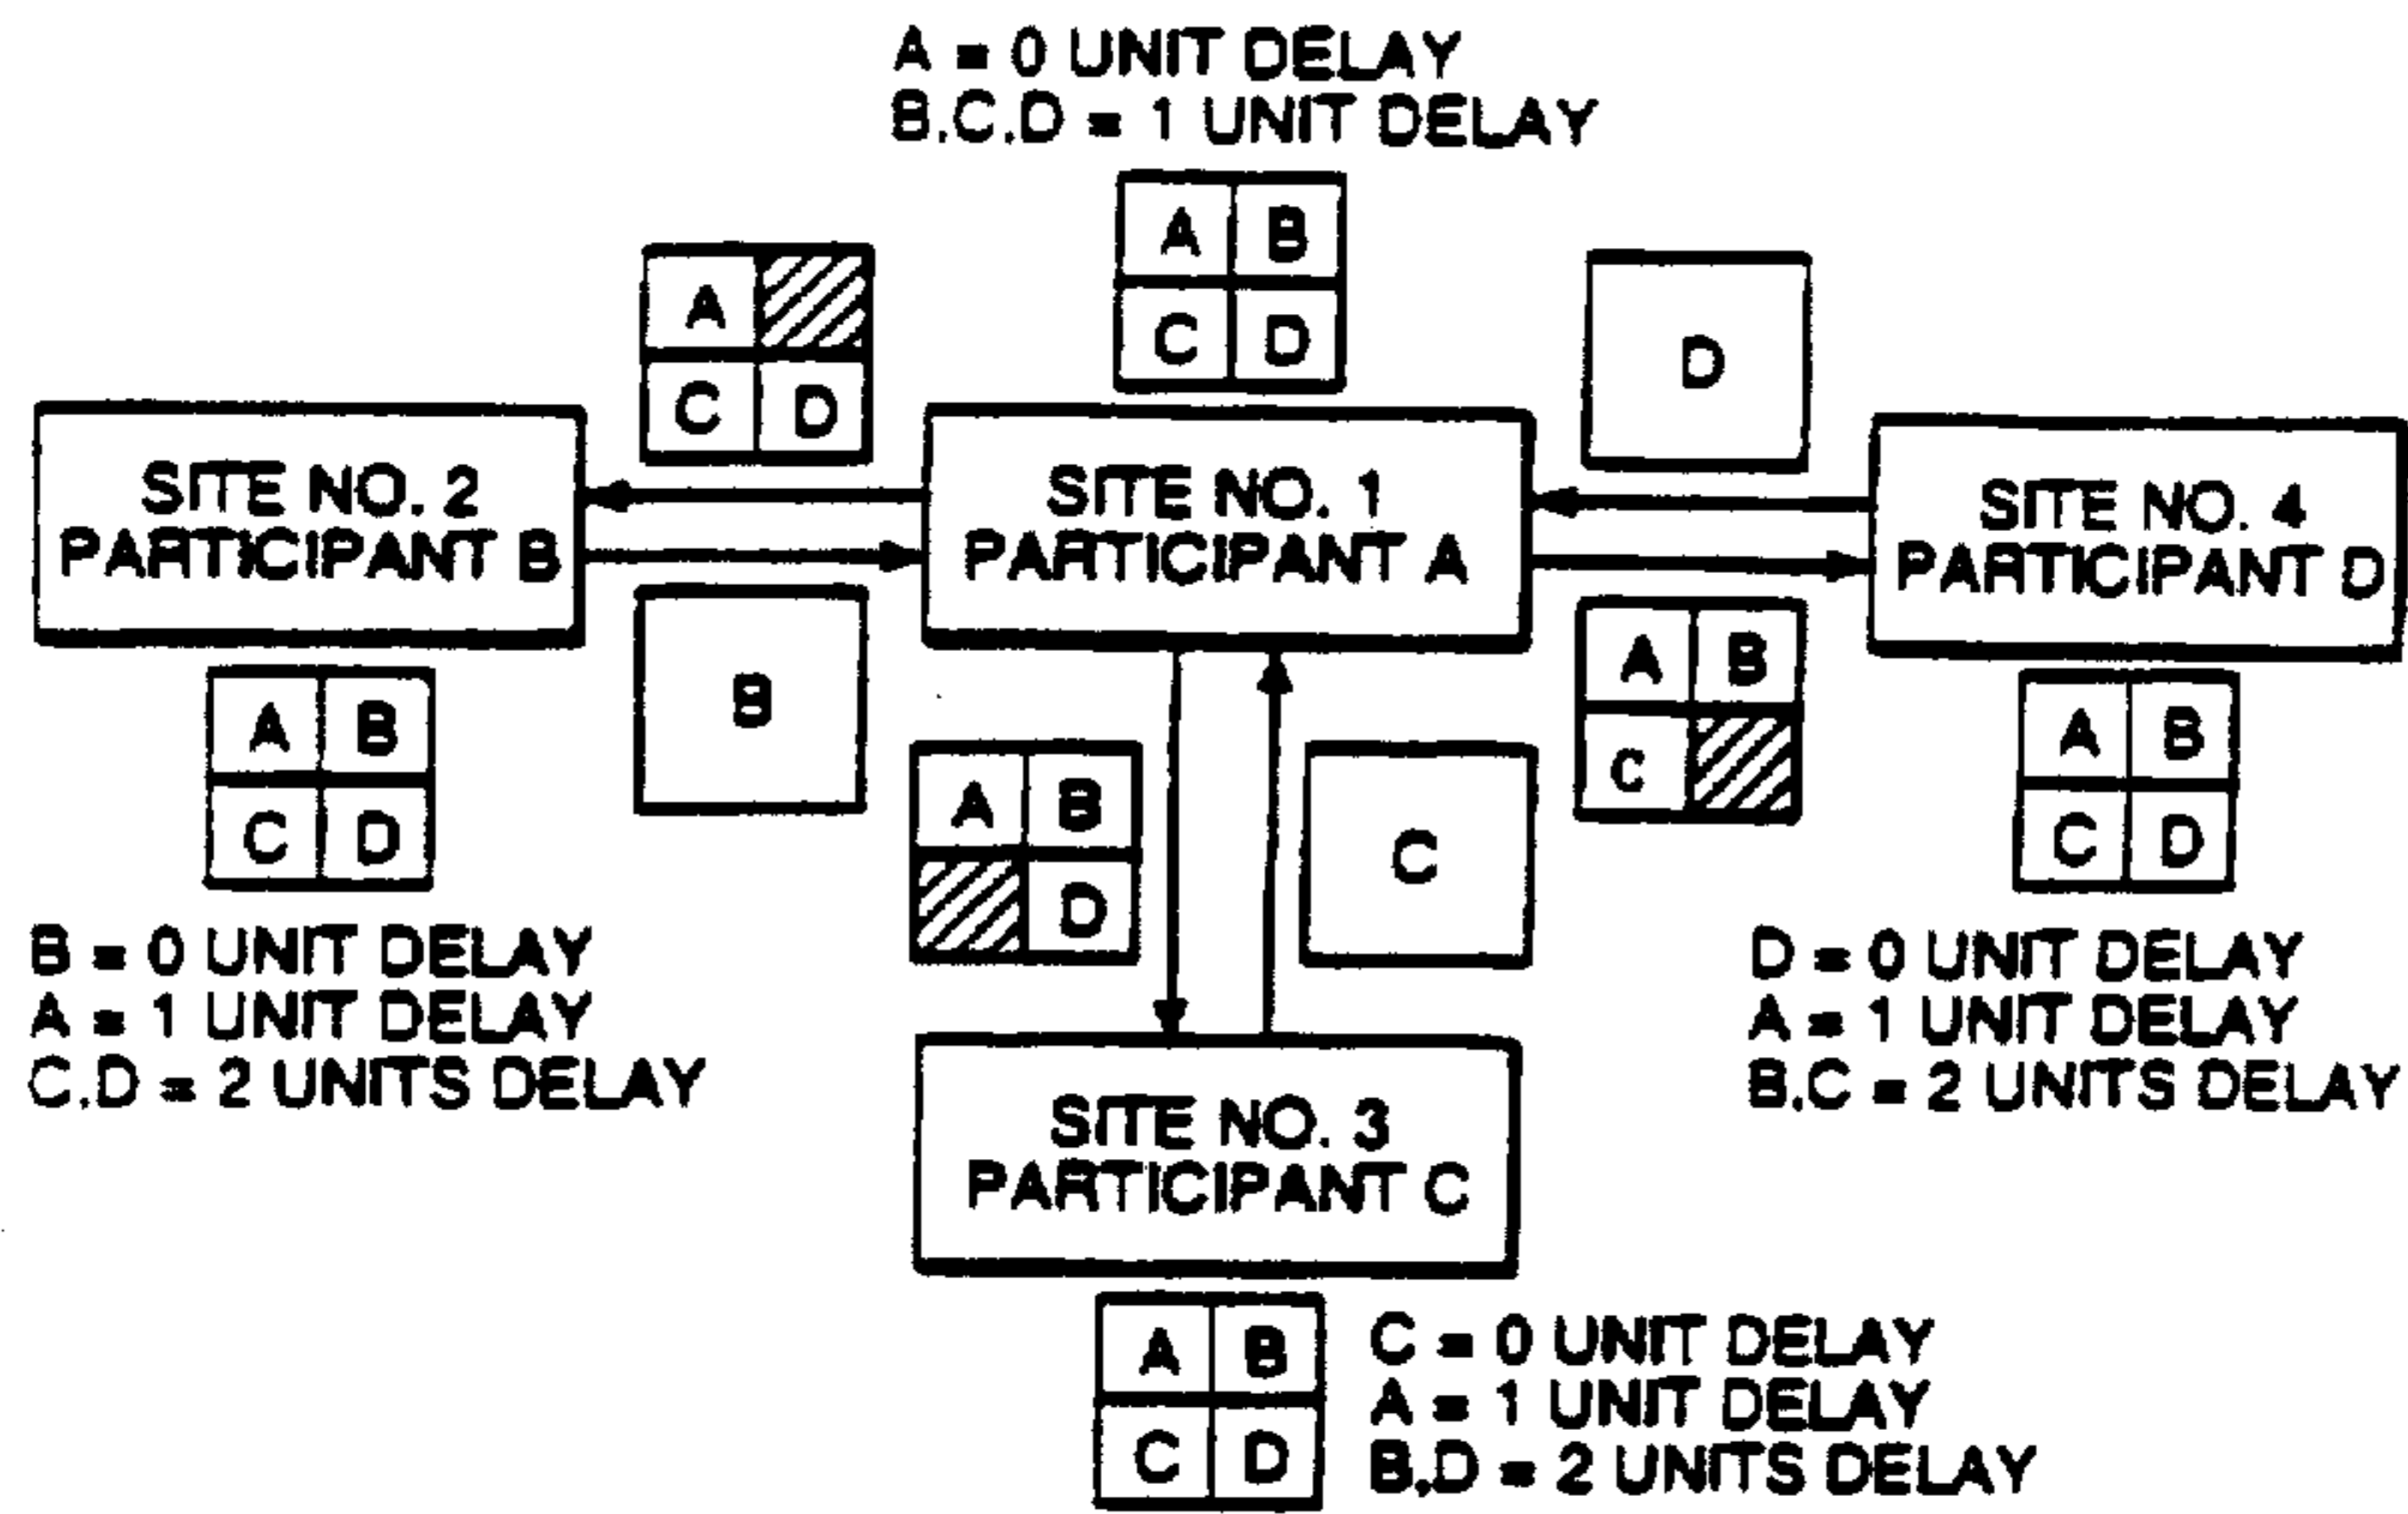 A = 0 UNIT DELAY
B.C.D = 1 UNIT DELAY
A B
C D
A
C D
D
SITE NO. 2
PARTICIPANT B
SITE NO. 1
PARTICIPANT A
SITE NO. 4
PARTICIPANT D
A B
C D
B
A B
D
C
A B
C
A B
C D
B = 0 UNIT DELAY
A = 1 UNIT DELAY
C.D = 2 UNITS DELAY
D = 0 UNIT DELAY
A = 1 UNIT DELAY
B.C = 2 UNITS DELAY
SITE NO. 3
PARTICIPANT C
A B
C D
C = 0 UNIT DELAY
A = 1 UNIT DELAY
B,D = 2 UNITS DELAY